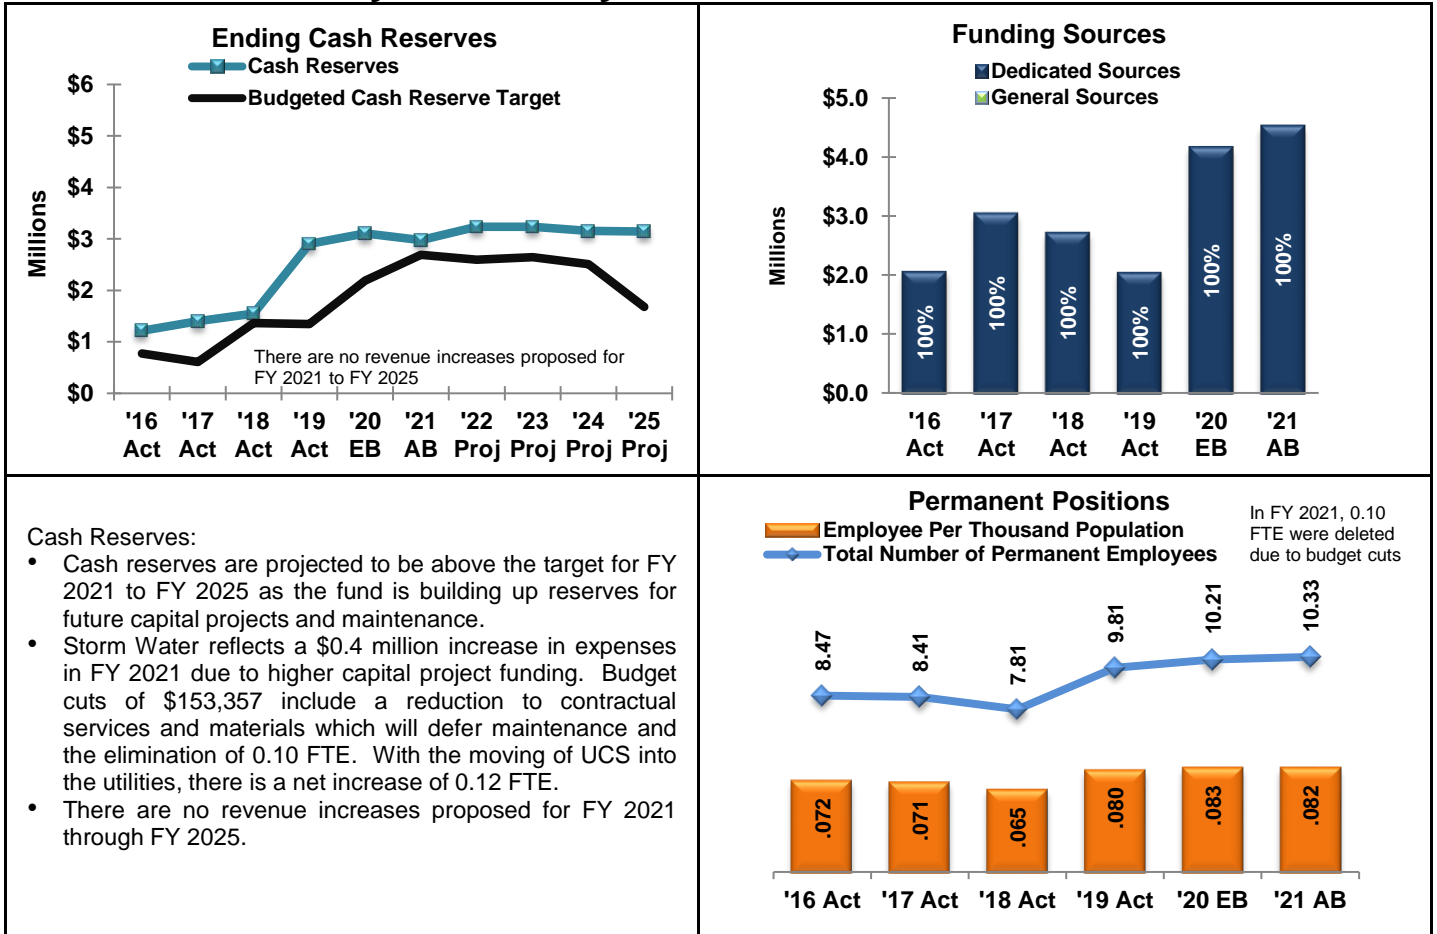 Ending Cash Reserves
Cash Reserves
Budgeted Cash Reserve Target
$6
$5
$4
$3
$2
$1
$0
Millions
There are no revenue increases proposed for
FY 2021 to FY 2025
'16 '17 '18 '19 '20 '21 '22 '23 '24 '25
Act Act Act Act EB AB Proj Proj Proj Proj
Funding Sources
Dedicated Sources
General Sources
$5.0
$4.0
$3.0
$2.0
$1.0
$0.0
Millions
100% 100% 100% 100% 100% 100%
'16 '17 '18 '19 '20 '21
Act Act Act Act EB AB
Cash Reserves:
• Cash reserves are projected to be above the target for FY
2021 to FY 2025 as the fund is building up reserves for
future capital projects and maintenance.
• Storm Water reflects a $0.4 million increase in expenses
in FY 2021 due to higher capital project funding. Budget
cuts of $153,357 include a reduction to contractual
services and materials which will defer maintenance and
the elimination of 0.10 FTE. With the moving of UCS into
the utilities, there is a net increase of 0.12 FTE.
• There are no revenue increases proposed for FY 2021
through FY 2025.
Permanent Positions
Employee Per Thousand Population
Total Number of Permanent Employees
In FY 2021, 0.10
FTE were deleted
due to budget cuts
8.47 8.41 7.81 9.81 10.21 10.33
.072 .071 .065 .080 .083 .082
'16 Act '17 Act '18 Act '19 Act '20 EB '21 AB